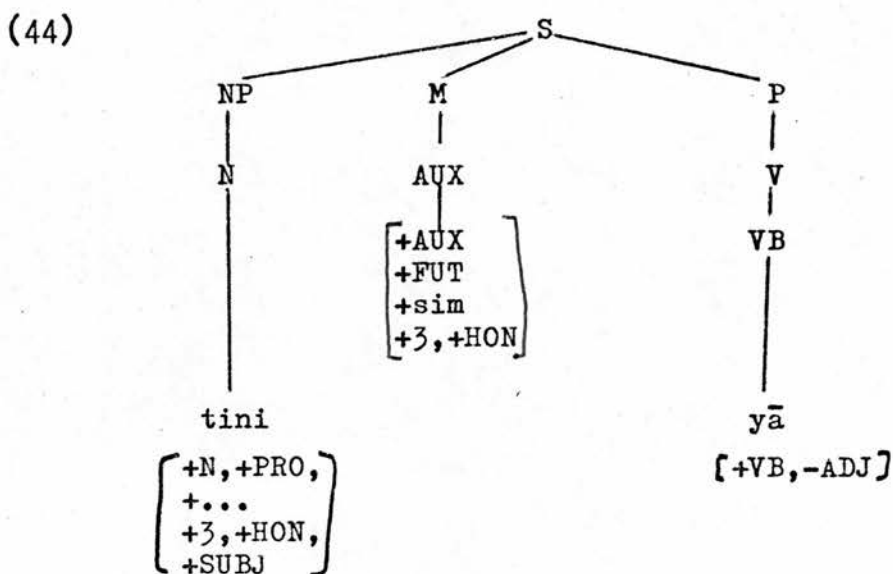 (44)
S
NP M P
N AUX V
+AUX VB
+FUT
+sim
+3,+HON
tini yā
+N,+PRO, [+VB,-ADJ]
+...
+3,+HON,
+SUBJ